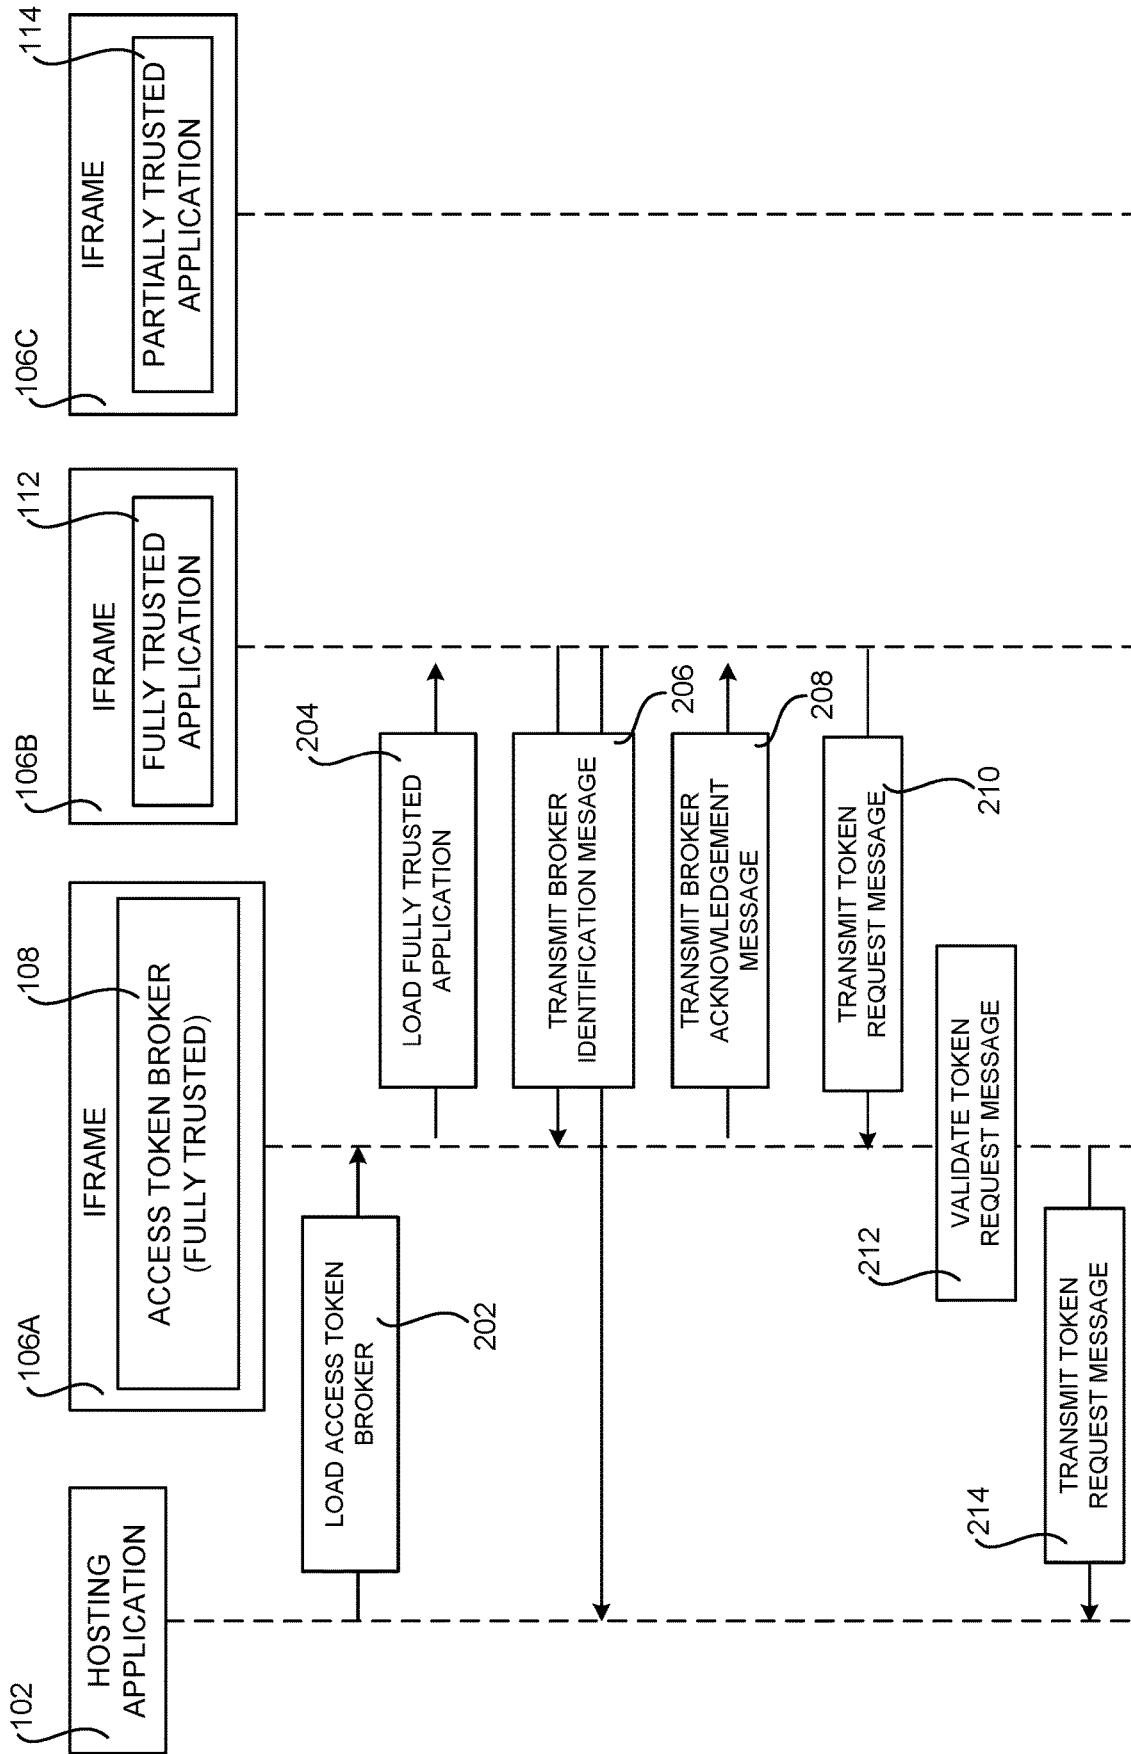 102
HOSTING
APPLICATION
106A
108
IFRAME
ACCESS TOKEN BROKER
(FULLY TRUSTED)
106B
112
IFRAME
FULLY TRUSTED
APPLICATION
106C
114
IFRAME
PARTIALLY TRUSTED
APPLICATION
LOAD ACCESS TOKEN
BROKER
202
204
LOAD FULLY TRUSTED
APPLICATION
TRANSMIT BROKER
IDENTIFICATION MESAGE
206
TRANSMIT BROKER
ACKNOWLEDGEMENT
MESSAGE
208
TRANSMIT TOKEN
REQUEST MESSAGE
210
212
VALIDATE TOKEN
REQUEST MESSAGE
214
TRANSMIT TOKEN
REQUEST MESSAGE